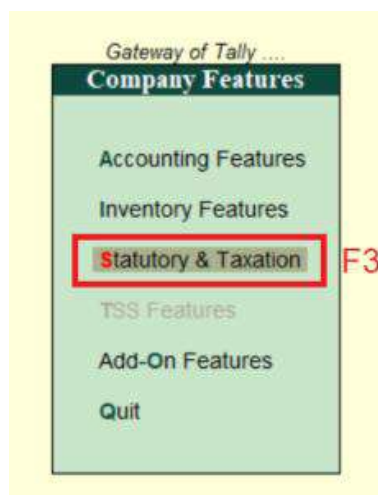 Gateway of Tally ....
Company Features
Accounting Features
Inventory Features
Statutory & Taxation F3
TSS Features
Add-On Features
Quit